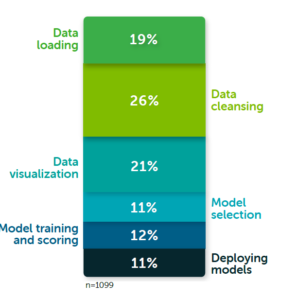 Data
loading
19%
26%
Data
cleansing
Data
visualization
21%
11%
Model
selection
Model training
and scoring
12%
11%
Deploying
models
n=1099